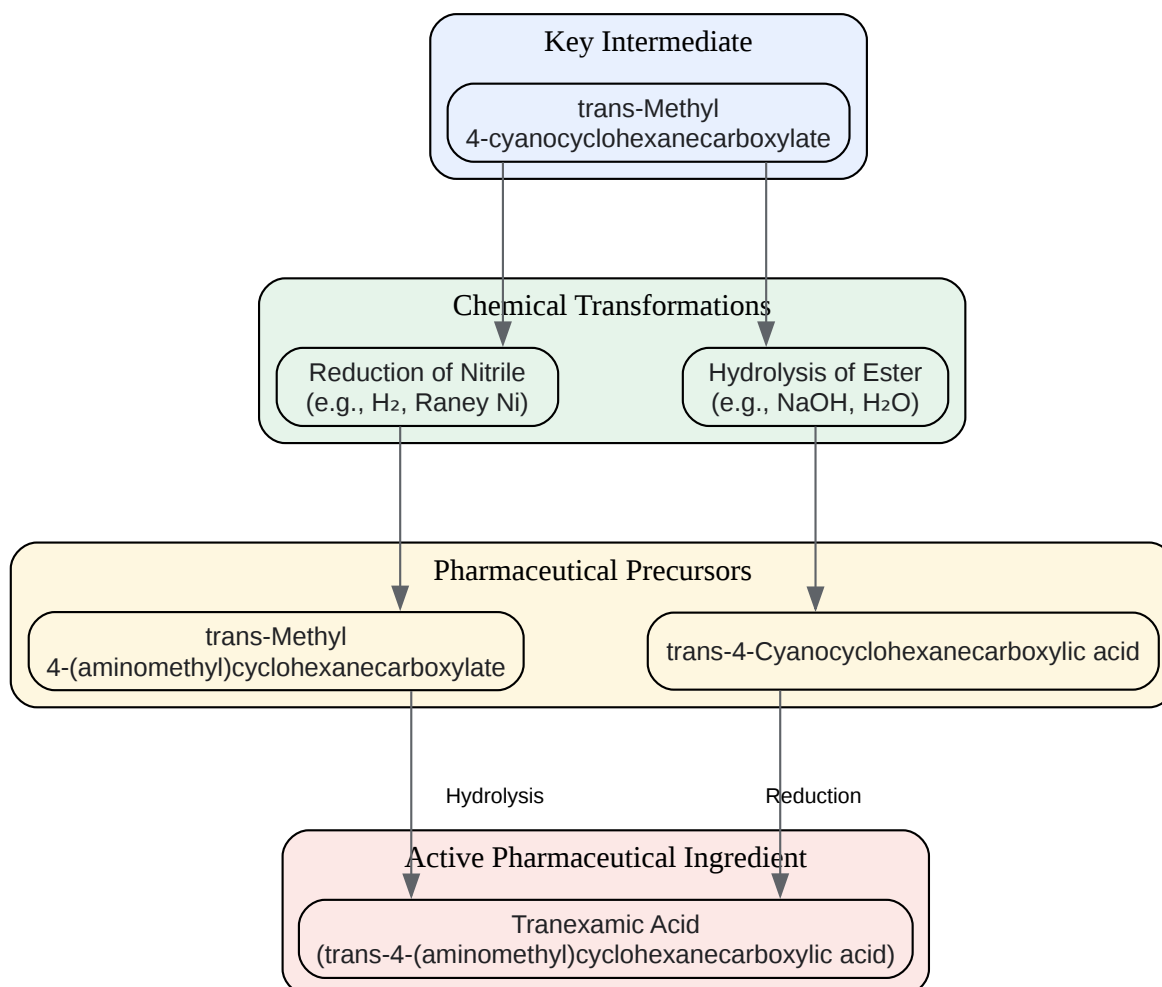 Key Intermediate
trans-Methyl
4-cyanocyclohexanecarboxylate
Chemical Transformations
Reduction of Nitrile
(e.g., H₂, Raney Ni)
Hydrolysis of Ester
(e.g., NaOH, H₂O)
Pharmaceutical Precursors
trans-Methyl
4-(aminomethyl)cyclohexanecarboxylate
trans-4-Cyanocyclohexanecarboxylic acid
Hydrolysis
Reduction
Active Pharmaceutical Ingredient
Tranexamic Acid
(trans-4-(aminomethyl)cyclohexanecarboxylic acid)